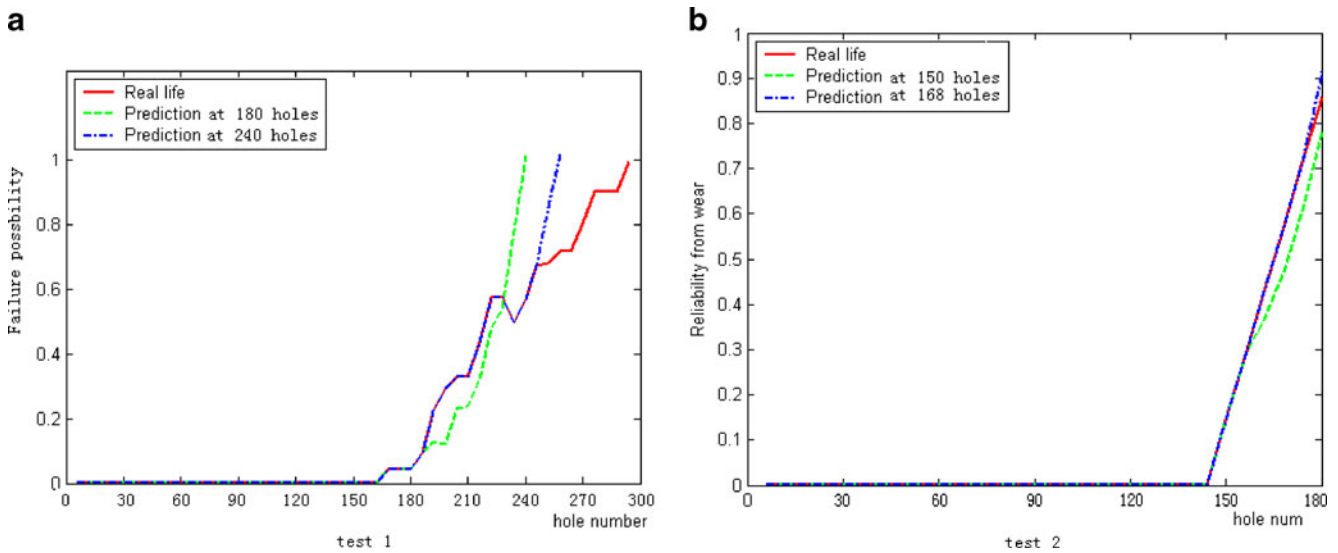 a
Real life
Prediction at 180 holes
Prediction at 240 holes
Failure possbility
1
0.8
0.6
0.4
0.2
0
0 30 60 90 120 150 180 210 240 270 300
hole number
test 1
b
Real life
Prediction at 150 holes
Prediction at 168 holes
Reliability from wear
1
0.9
0.8
0.7
0.6
0.5
0.4
0.3
0.2
0.1
0
0 30 60 90 120 150 180
hole num
test 2